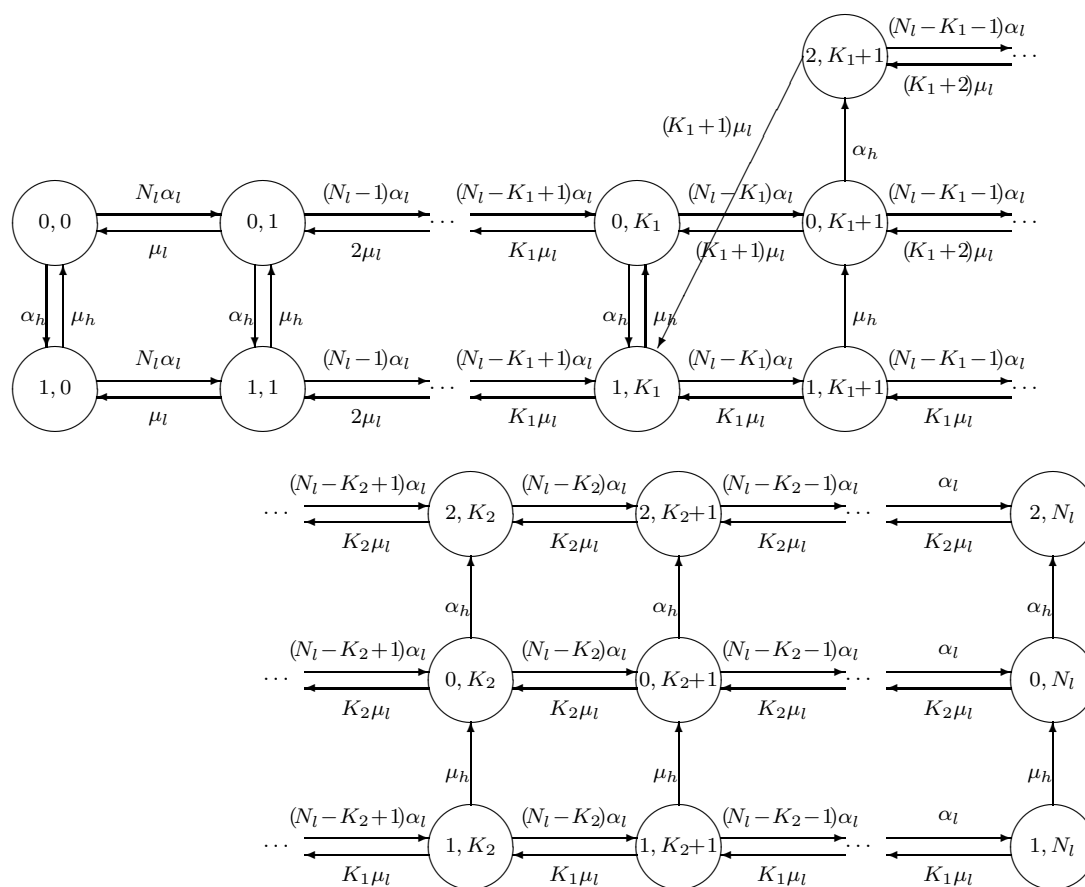 (N_l−K_1−1)α_l
2, K_1+1 ···
(K_1+2)μ_l
(K_1+1)μ_l
α_h
N_lα_l (N_l−1)α_l (N_l−K_1+1)α_l (N_l−K_1)α_l (N_l−K_1−1)α_l
0, 0 0, 1 ··· 0, K_1 0, K_1+1 ···
μ_l 2μ_l K_1μ_l (K_1+1)μ_l (K_1+2)μ_l
α_h μ_h α_h μ_h α_h μ_h μ_h
N_lα_l (N_l−1)α_l (N_l−K_1+1)α_l (N_l−K_1)α_l (N_l−K_1−1)α_l
1, 0 1, 1 ··· 1, K_1 1, K_1+1 ···
μ_l 2μ_l K_1μ_l K_1μ_l K_1μ_l
(N_l−K_2+1)α_l (N_l−K_2)α_l (N_l−K_2−1)α_l α_l
··· 2, K_2 2, K_2+1 ··· 2, N_l
K_2μ_l K_2μ_l K_2μ_l K_2μ_l
α_h α_h α_h
(N_l−K_2+1)α_l (N_l−K_2)α_l (N_l−K_2−1)α_l α_l
··· 0, K_2 0, K_2+1 ··· 0, N_l
K_2μ_l K_2μ_l K_2μ_l K_2μ_l
μ_h μ_h μ_h
(N_l−K_2+1)α_l (N_l−K_2)α_l (N_l−K_2−1)α_l α_l
··· 1, K_2 1, K_2+1 ··· 1, N_l
K_1μ_l K_1μ_l K_1μ_l K_1μ_l